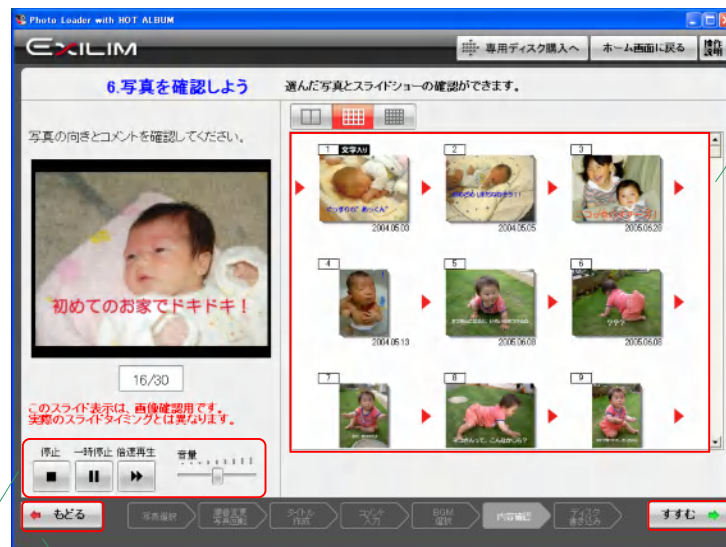 Photo Loader with HOT ALBUM
EXILIM
専用ディスク購入へ
ホーム画面に戻る
操作
説明
6.写真を確認しよう
選んだ写真とスライドショーの確認ができます。
写真の向きとコメントを確認してください。
初めてのお家でドキドキ！
16/30
このスライド表示は、画像確認用です。
実際のスライドタイミングとは異なります。
停止
一時停止
倍速再生
音量
1 文字入り
2004.05.03
2
2004.05.05
3
2005.06.28
4
2004.05.13
5
2005.06.08
6
？？？
2005.06.08
7
8
9
もどる
写真選択
順番変更
写真回転
タイトル
作成
コメント
入力
BGM
選択
内容確認
ディスク
書き込み
すすむ